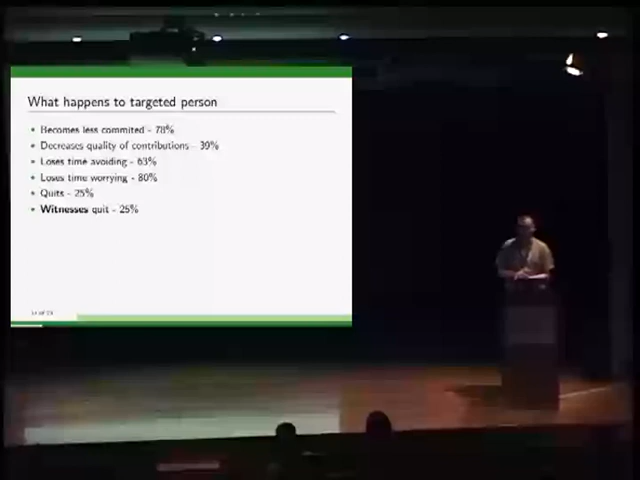 What happens to targeted person
Becomes less commited - 78%
Decreases quality of contributions - 39%
Loses time avoiding - 63%
Loses time worrying - 80%
Quits - 25%
Witnesses quit - 25%